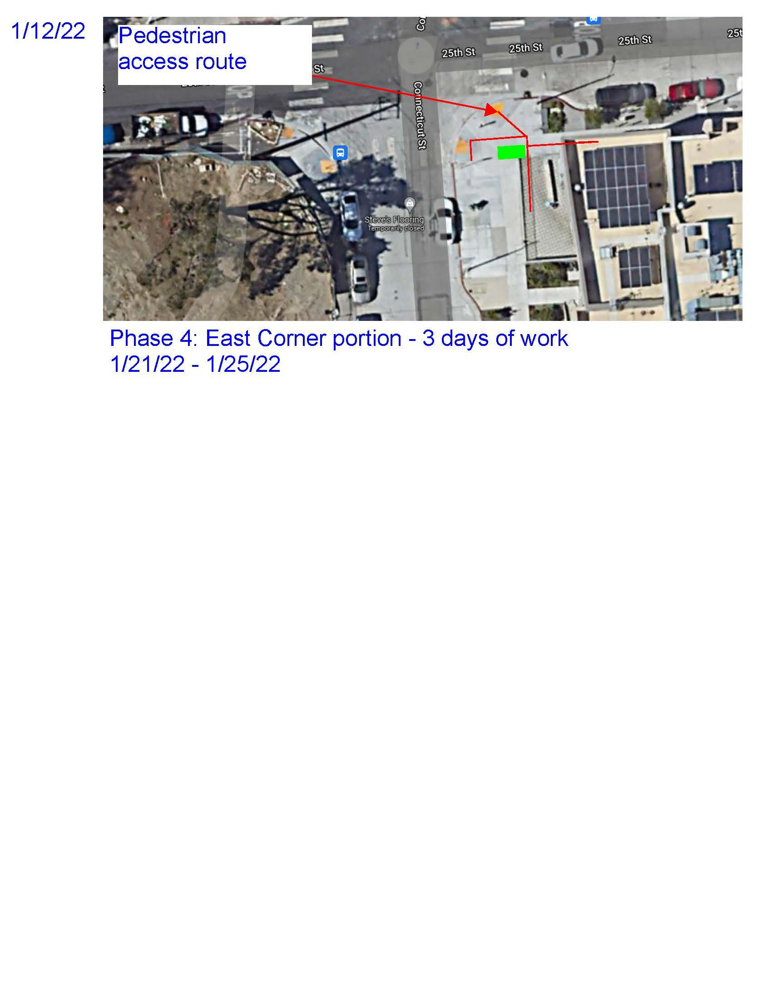 1/12/22
Pedestrian
access route
St
25th St
25th St
25th St
25t
Connecticut St
Steve's Flooring
Temporarily closed
Phase 4: East Corner portion - 3 days of work
1/21/22 - 1/25/22